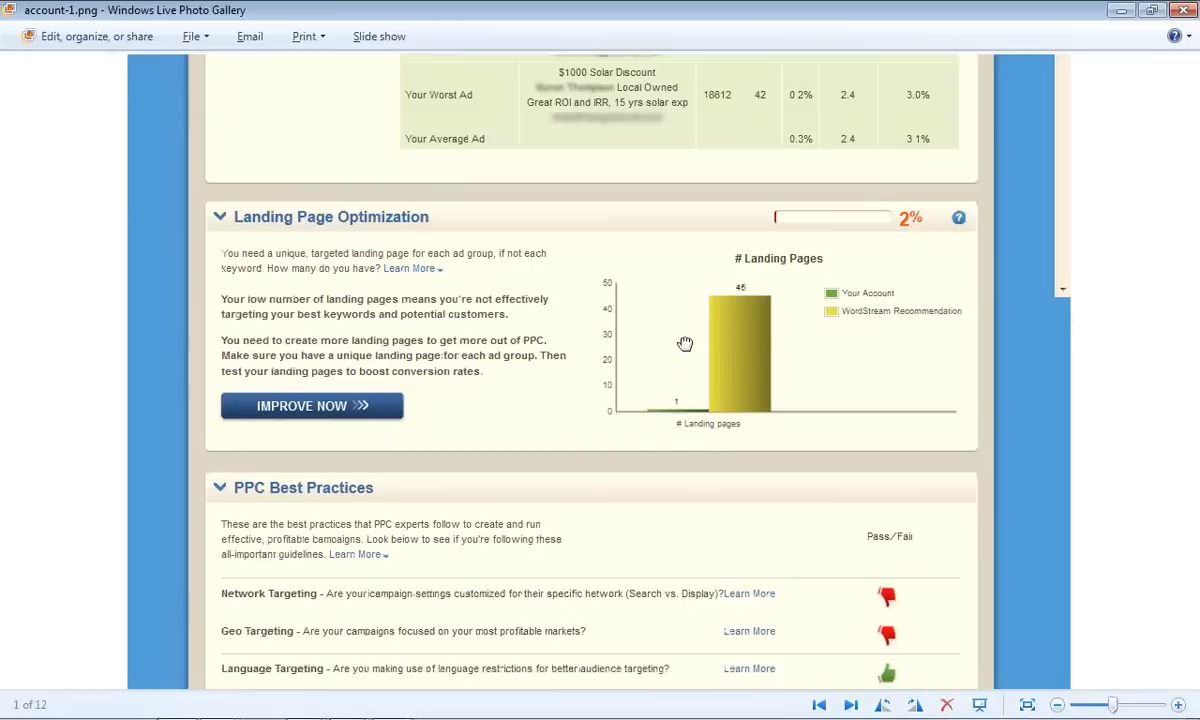 account-1.png - Windows Live Photo Gallery
Edit, organize, or share File Email Print Slide show
$1000 Solar Discount
Your Worst Ad Local Owned 18812 42 0 2% 2.4 3.0%
Great ROI and IRR, 15 yrs solar exp
Your Average Ad 0.3% 2.4 3 1%
Landing Page Optimization 2% ?
You need a unique, targeted landing page for each ad group, if not each
keyword. How many do you have? Learn More
Your low number of landing pages means you're not effectively
targeting your best keywords and potential customers.
You need to create more landing pages to get more out of PPC.
Make sure you have a unique landing page for each ad group. Then
test your landing pages to boost conversion rates.
IMPROVE NOW >>>
# Landing Pages
50
40
30
20
10
0
45
1
# Landing pages
Your Account
WordStream Recommendation
PPC Best Practices
These are the best practices that PPC experts follow to create and run
effective, profitable campaigns. Look below to see if you're following these
all-important guidelines. Learn More
Pass/Fail
Network Targeting - Are your campaign settings customized for their specific network (Search vs. Display)? Learn More
Geo Targeting - Are your campaigns focused on your most profitable markets? Learn More
Language Targeting - Are you making use of language restrictions for better audience targeting? Learn More
1 of 12